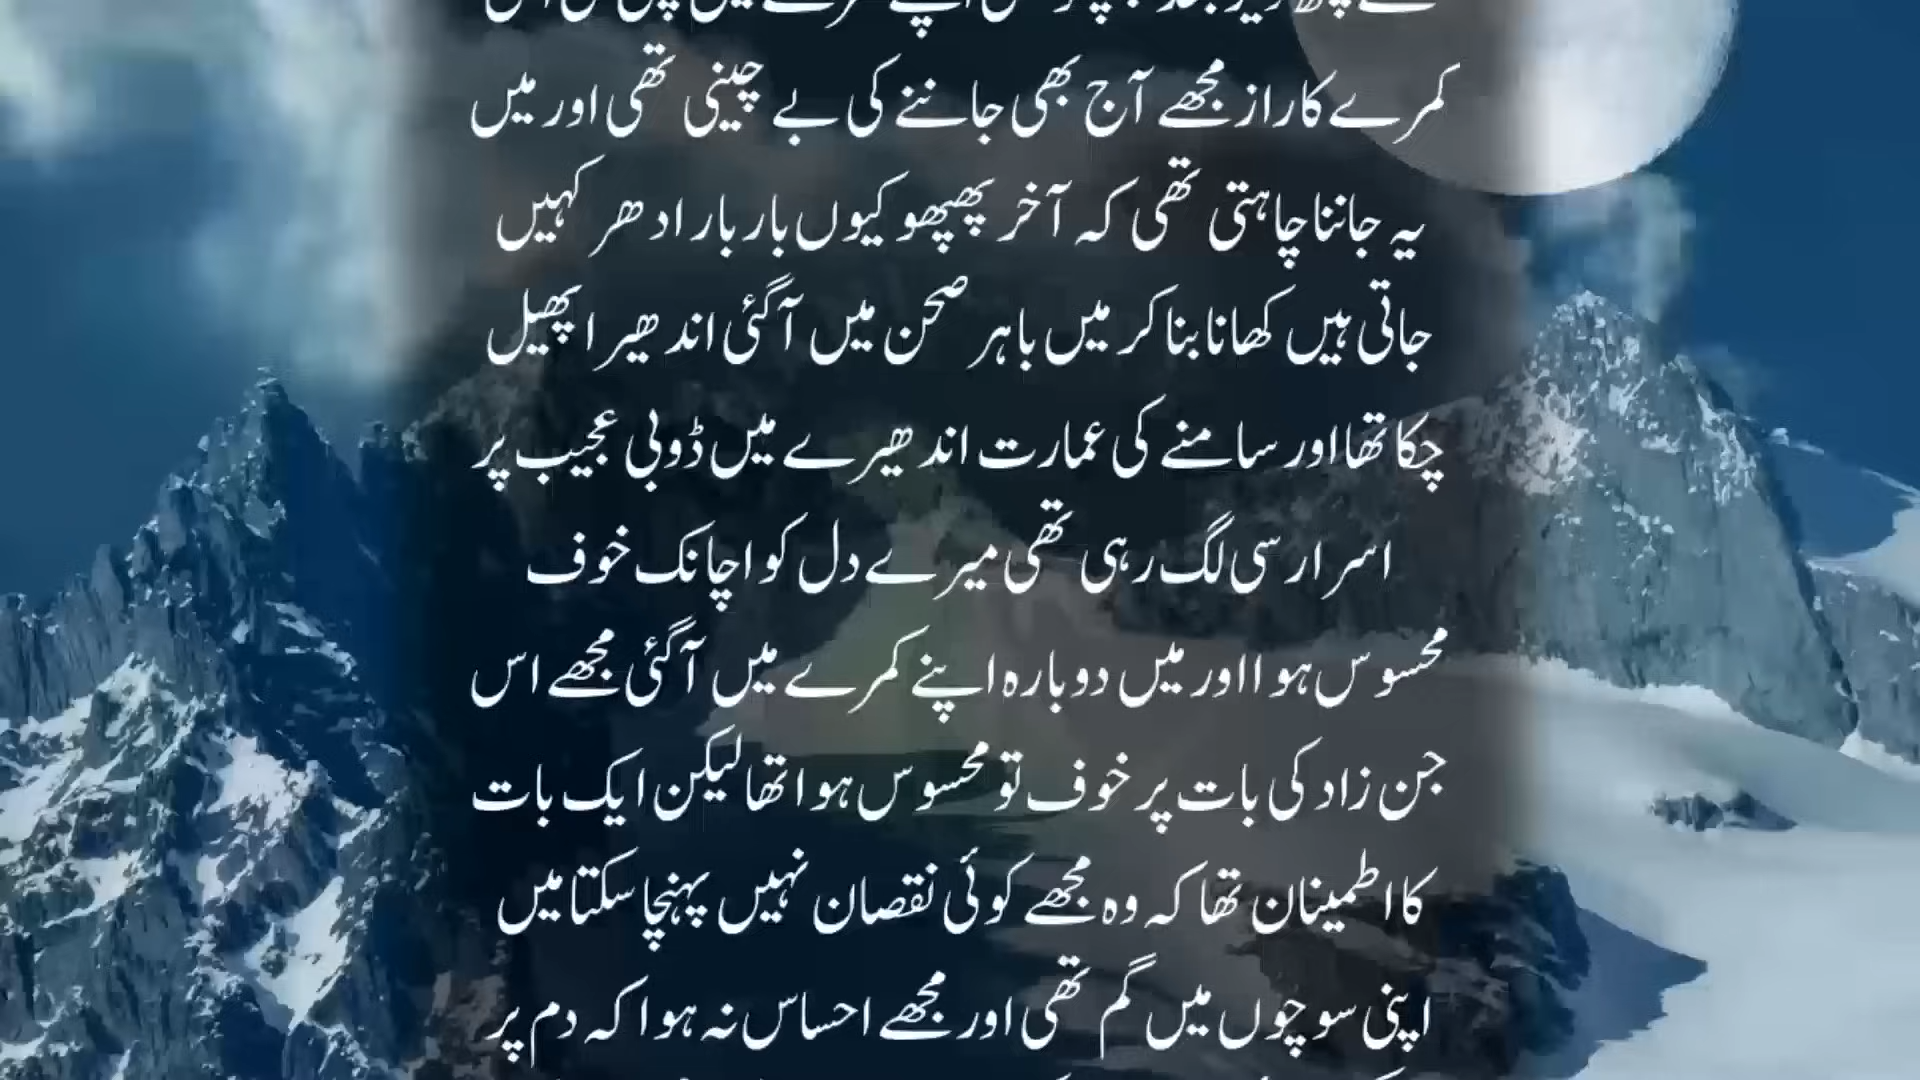 کمرے کا راز مجھے آج بھی جاننے کی بے چینی تھی اور میں
یہ جاننا چاہتی تھی کہ آخر پھپھو کیوں بار بار ادھر کہیں
جاتی ہیں کھانا بنا کر میں باہر صحن میں آگئی اندھیرا پھیل
چکا تھا اور سامنے کی عمارت اندھیرے میں ڈوبی عجیب پر
اسرار سی لگ رہی تھی میرے دل کو اچانک خوف
محسوس ہوا اور میں دوبارہ اپنے کمرے میں آگئی مجھے اس
جن زاد کی بات پر خوف تو محسوس ہوا تھا لیکن ایک بات
کا اطمینان تھا کہ وہ مجھے کوئی نقصان نہیں پہنچا سکتا میں
اپنی سوچوں میں گم تھی اور مجھے احساس نہ ہوا کہ دم پر